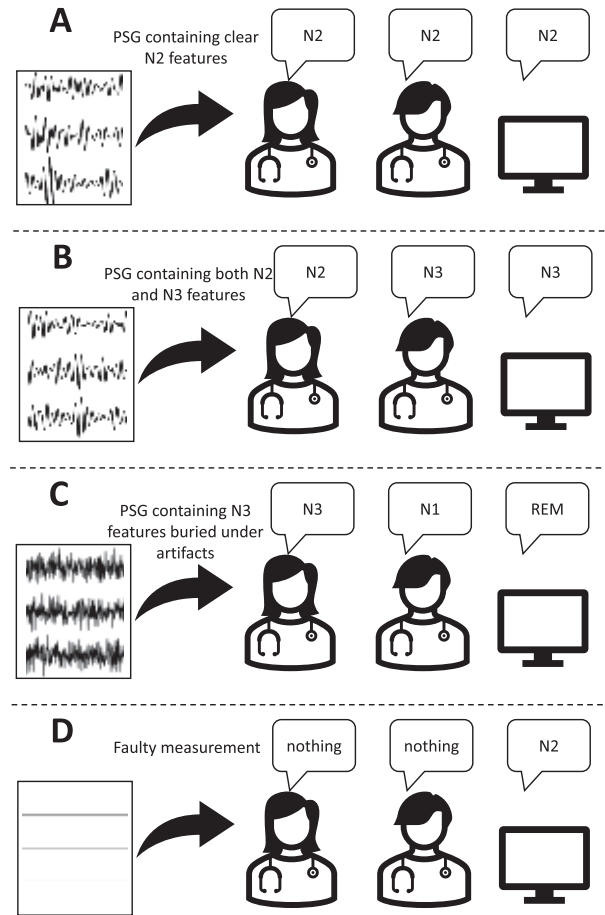 A
PSG containing clear
N2 features
N2
N2
N2
B
PSG containing both N2
and N3 features
N2
N3
N3
C
PSG containing N3
features buried under
artifacts
N3
N1
REM
D
Faulty measurement
nothing
nothing
N2